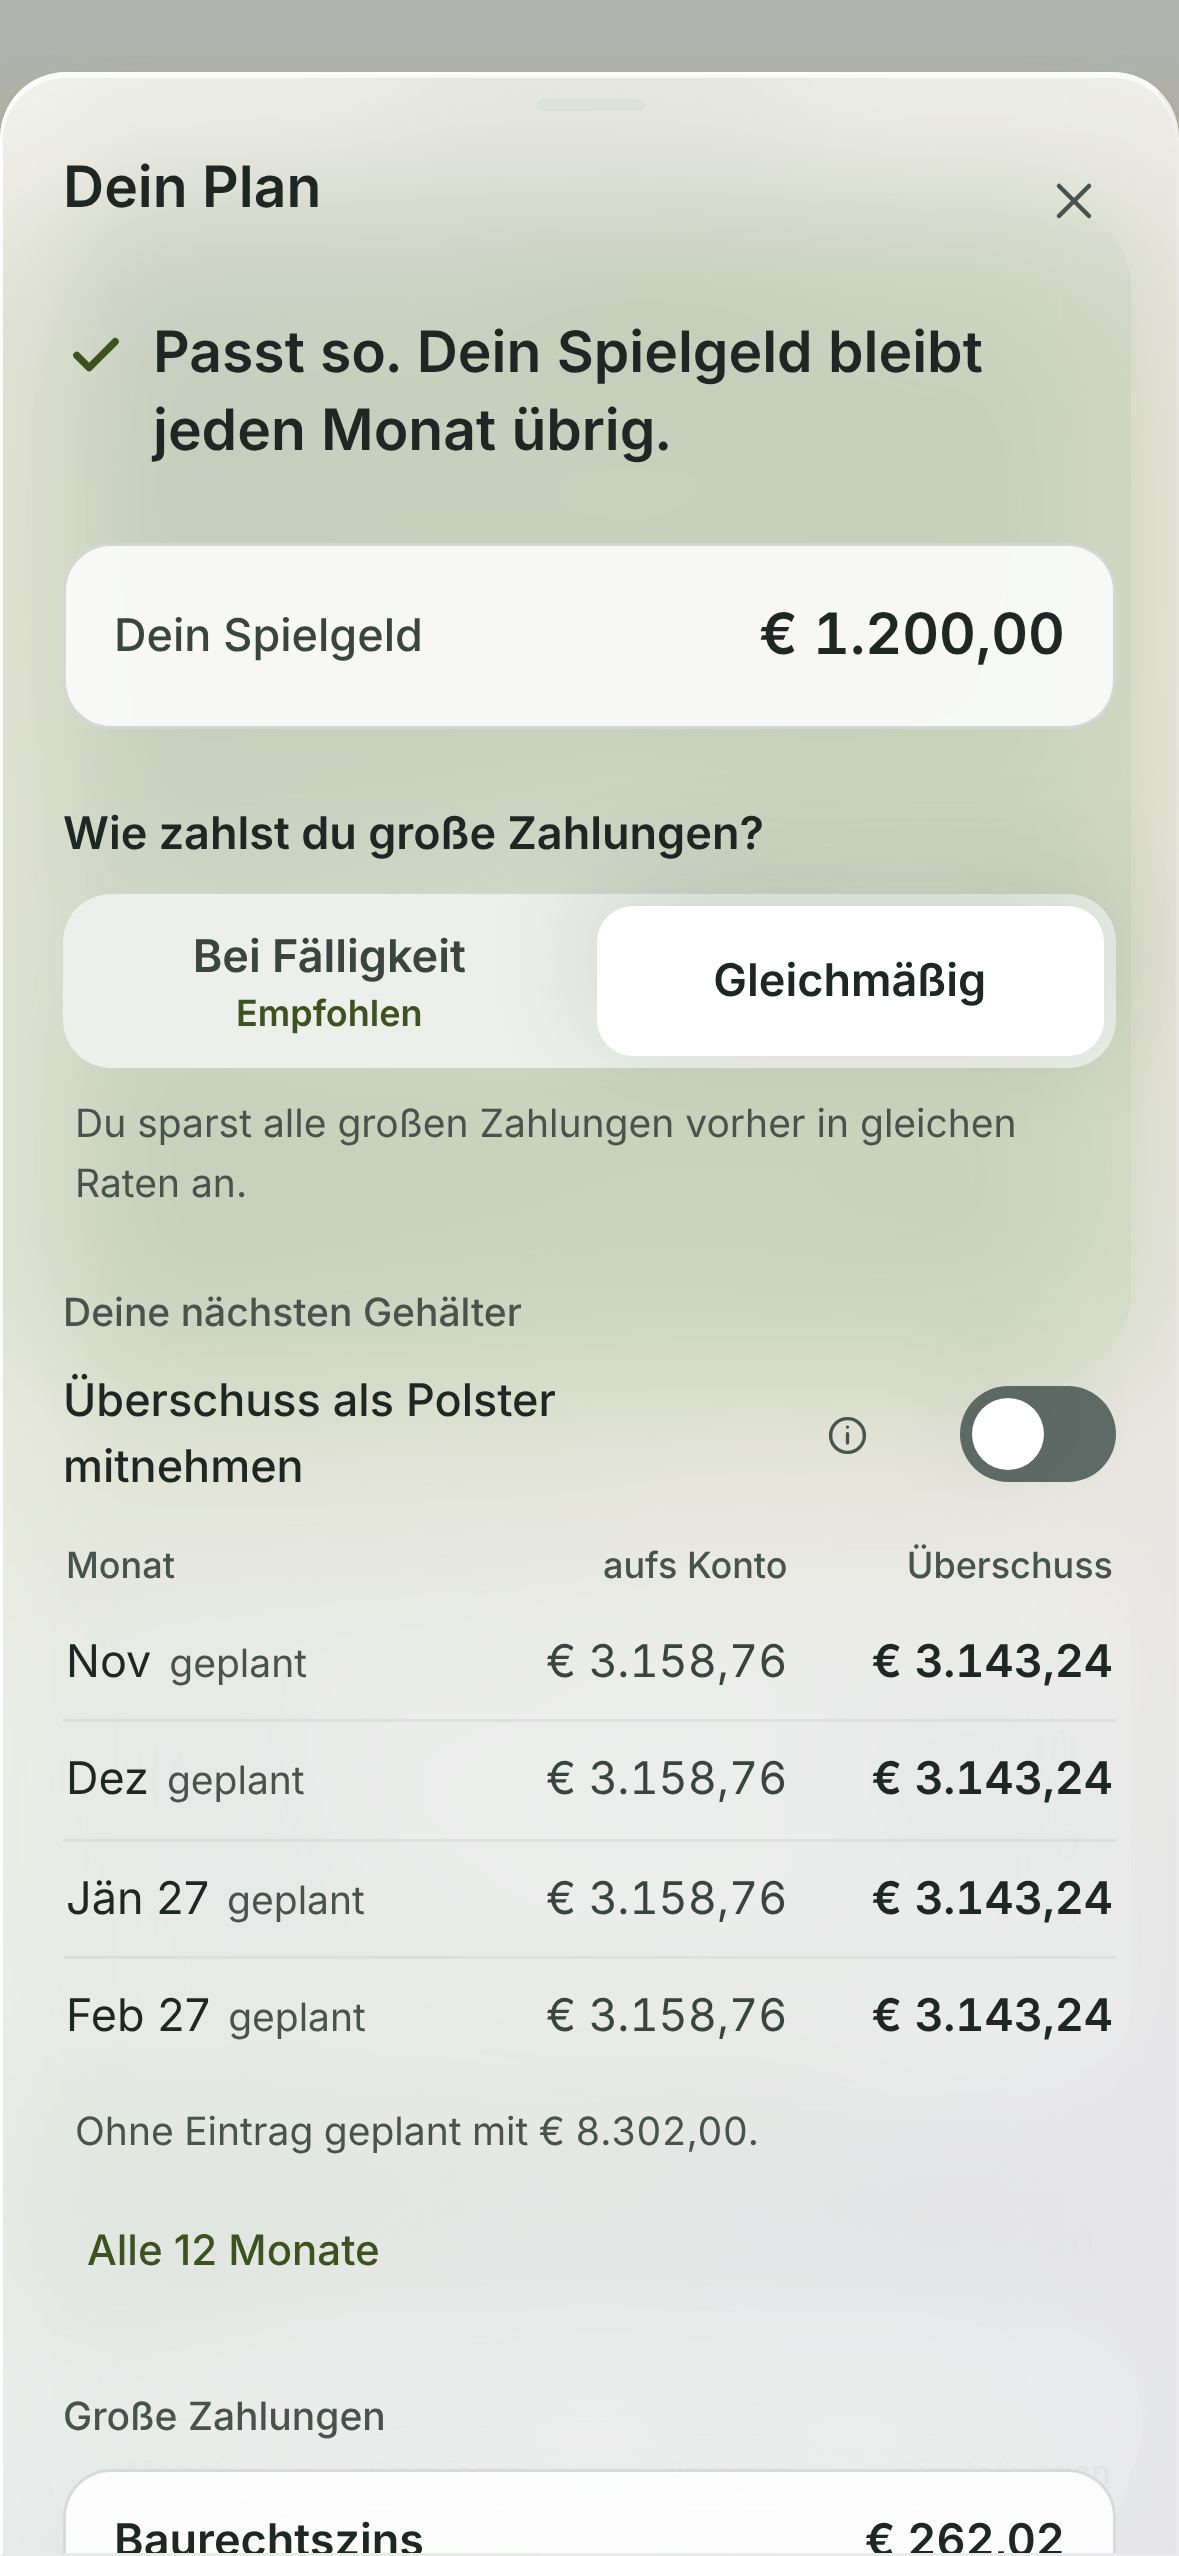 Dein Plan
Passt so. Dein Spielgeld bleibt
jeden Monat übrig.
Dein Spielgeld € 1.200,00
Wie zahlst du große Zahlungen?
Bei Fälligkeit
Empfohlen
Gleichmäßig
Du sparst alle großen Zahlungen vorher in gleichen
Raten an.
Deine nächsten Gehälter
Überschuss als Polster
mitnehmen
Monat aufs Konto Überschuss
Nov geplant € 3.158,76 € 3.143,24
Dez geplant € 3.158,76 € 3.143,24
Jän 27 geplant € 3.158,76 € 3.143,24
Feb 27 geplant € 3.158,76 € 3.143,24
Ohne Eintrag geplant mit € 8.302,00.
Alle 12 Monate
Große Zahlungen
Baurechtszins € 262,02